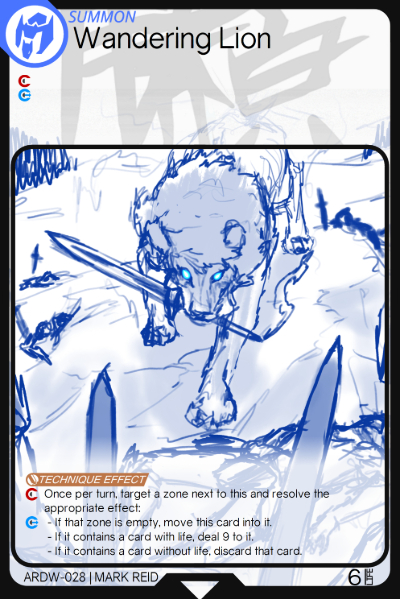 SUMMON
Wandering Lion
C
C
TECHNIQUE EFFECT
C Once per turn, target a zone next to this and resolve the
appropriate effect:
C - If that zone is empty, move this card into it.
- If it contains a card with life, deal 9 to it.
- If it contains a card without life, discard that card.
ARDW-028 | MARK REID
6 LIFE